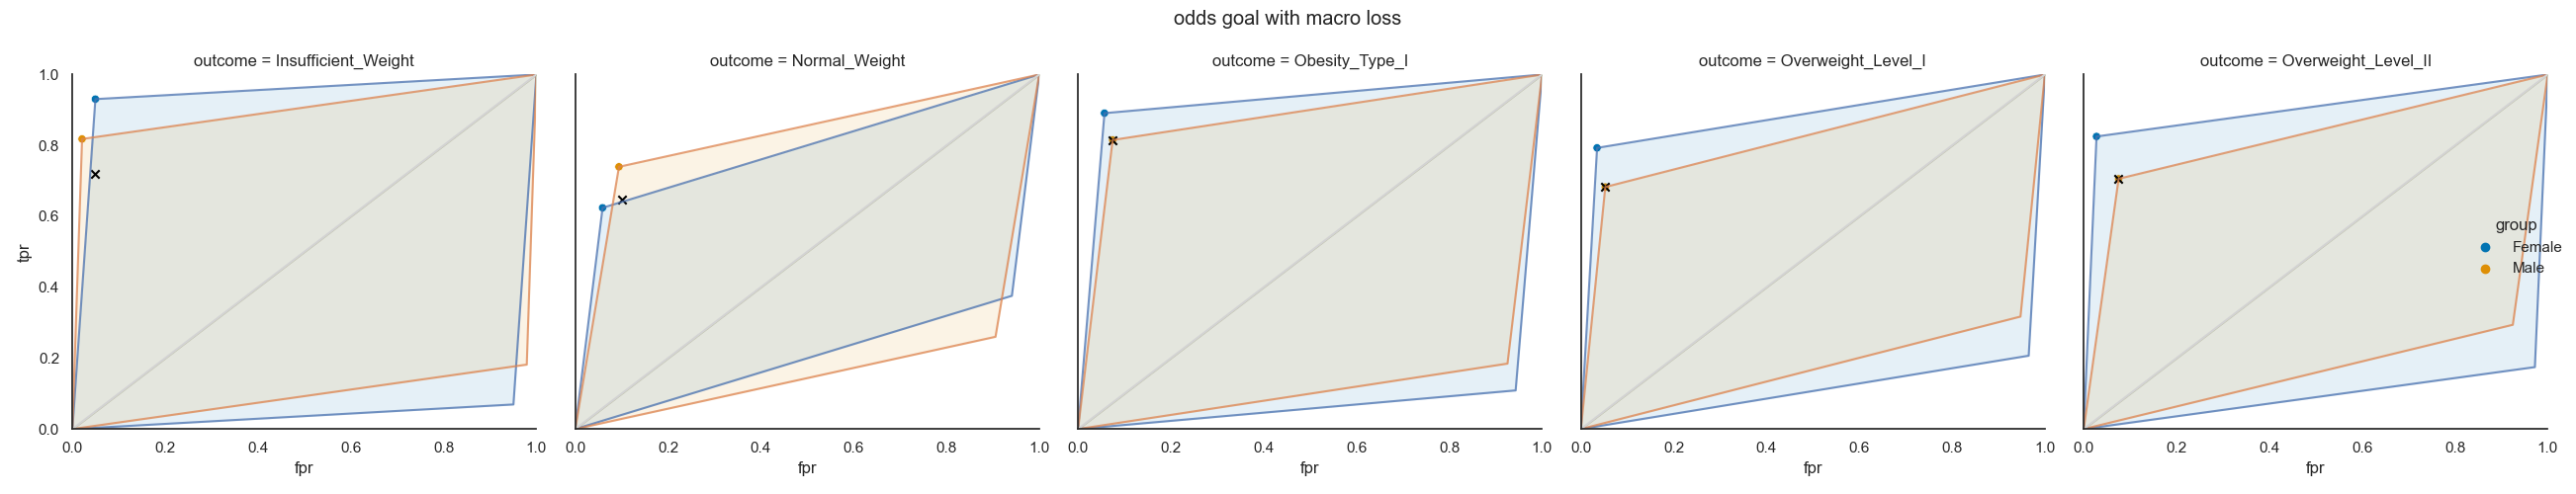 odds goal with macro loss
outcome = Insufficient_Weight
outcome = Normal_Weight
outcome = Obesity_Type_I
outcome = Overweight_Level_I
outcome = Overweight_Level_II
1.0
0.8
0.6
0.4
0.2
0.0
tpr
group
Female
Male
0.0 0.2 0.4 0.6 0.8 1.0
0.0 0.2 0.4 0.6 0.8 1.0
0.0 0.2 0.4 0.6 0.8 1.0
0.0 0.2 0.4 0.6 0.8 1.0
0.0 0.2 0.4 0.6 0.8 1.0
fpr
fpr
fpr
fpr
fpr